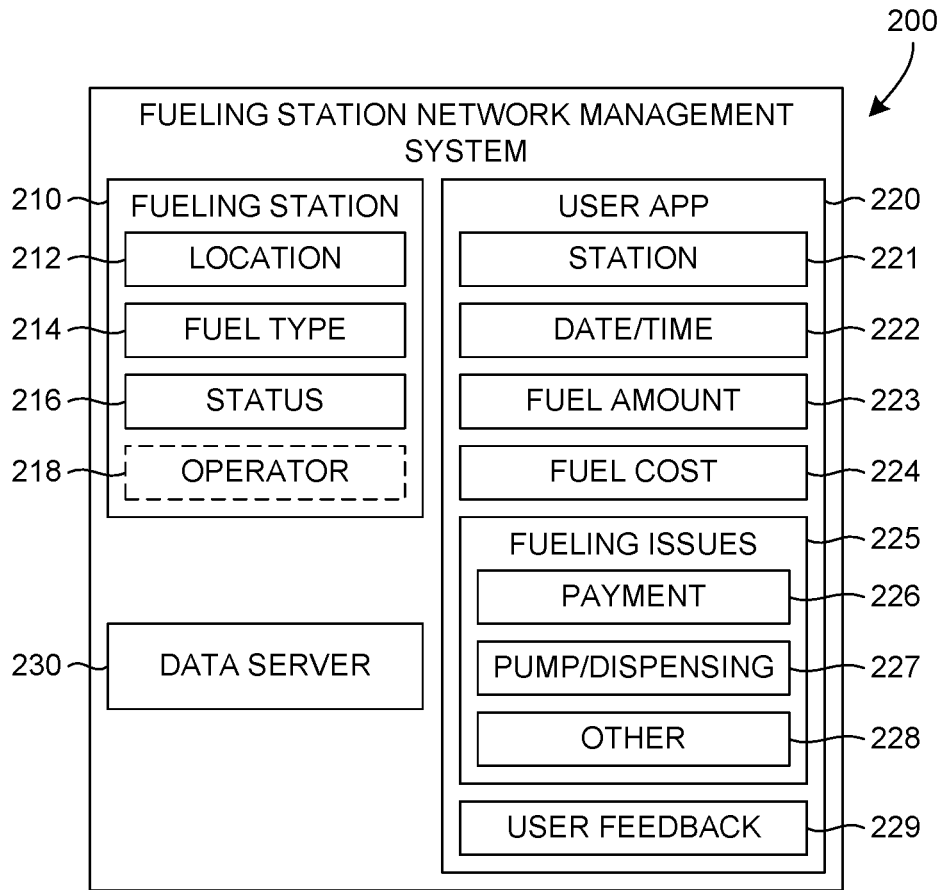 200
FUELING STATION NETWORK MANAGEMENT
SYSTEM
210
FUELING STATION
212
LOCATION
214
FUEL TYPE
216
STATUS
218
OPERATOR
230
DATA SERVER
USER APP
220
STATION
221
DATE/TIME
222
FUEL AMOUNT
223
FUEL COST
224
FUELING ISSUES
225
PAYMENT
226
PUMP/DISPENSING
227
OTHER
228
USER FEEDBACK
229